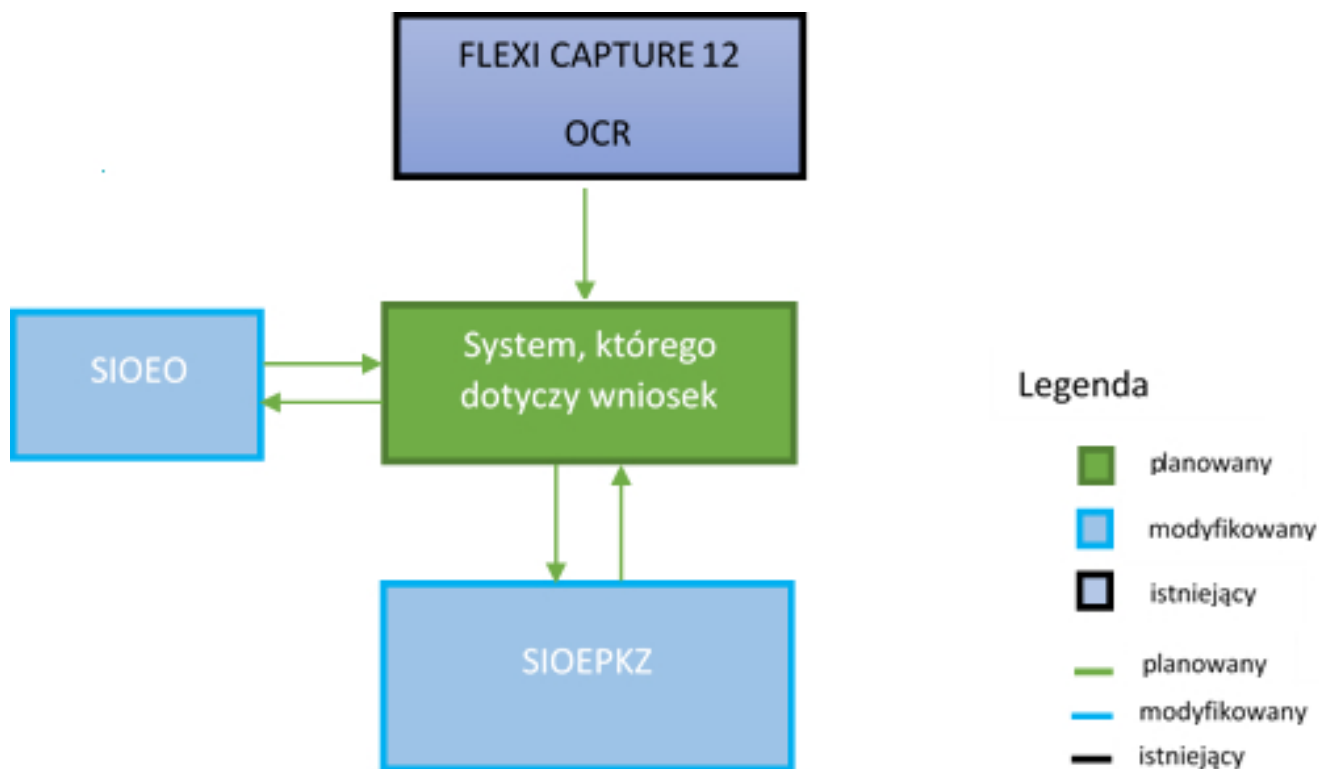 FLEXI CAPTURE 12
OCR
SIOEO
System, którego
dotyczy wniosek
SIOEPKZ
Legenda
planowany
modyfikowany
istniejący
planowany
modyfikowany
istniejący